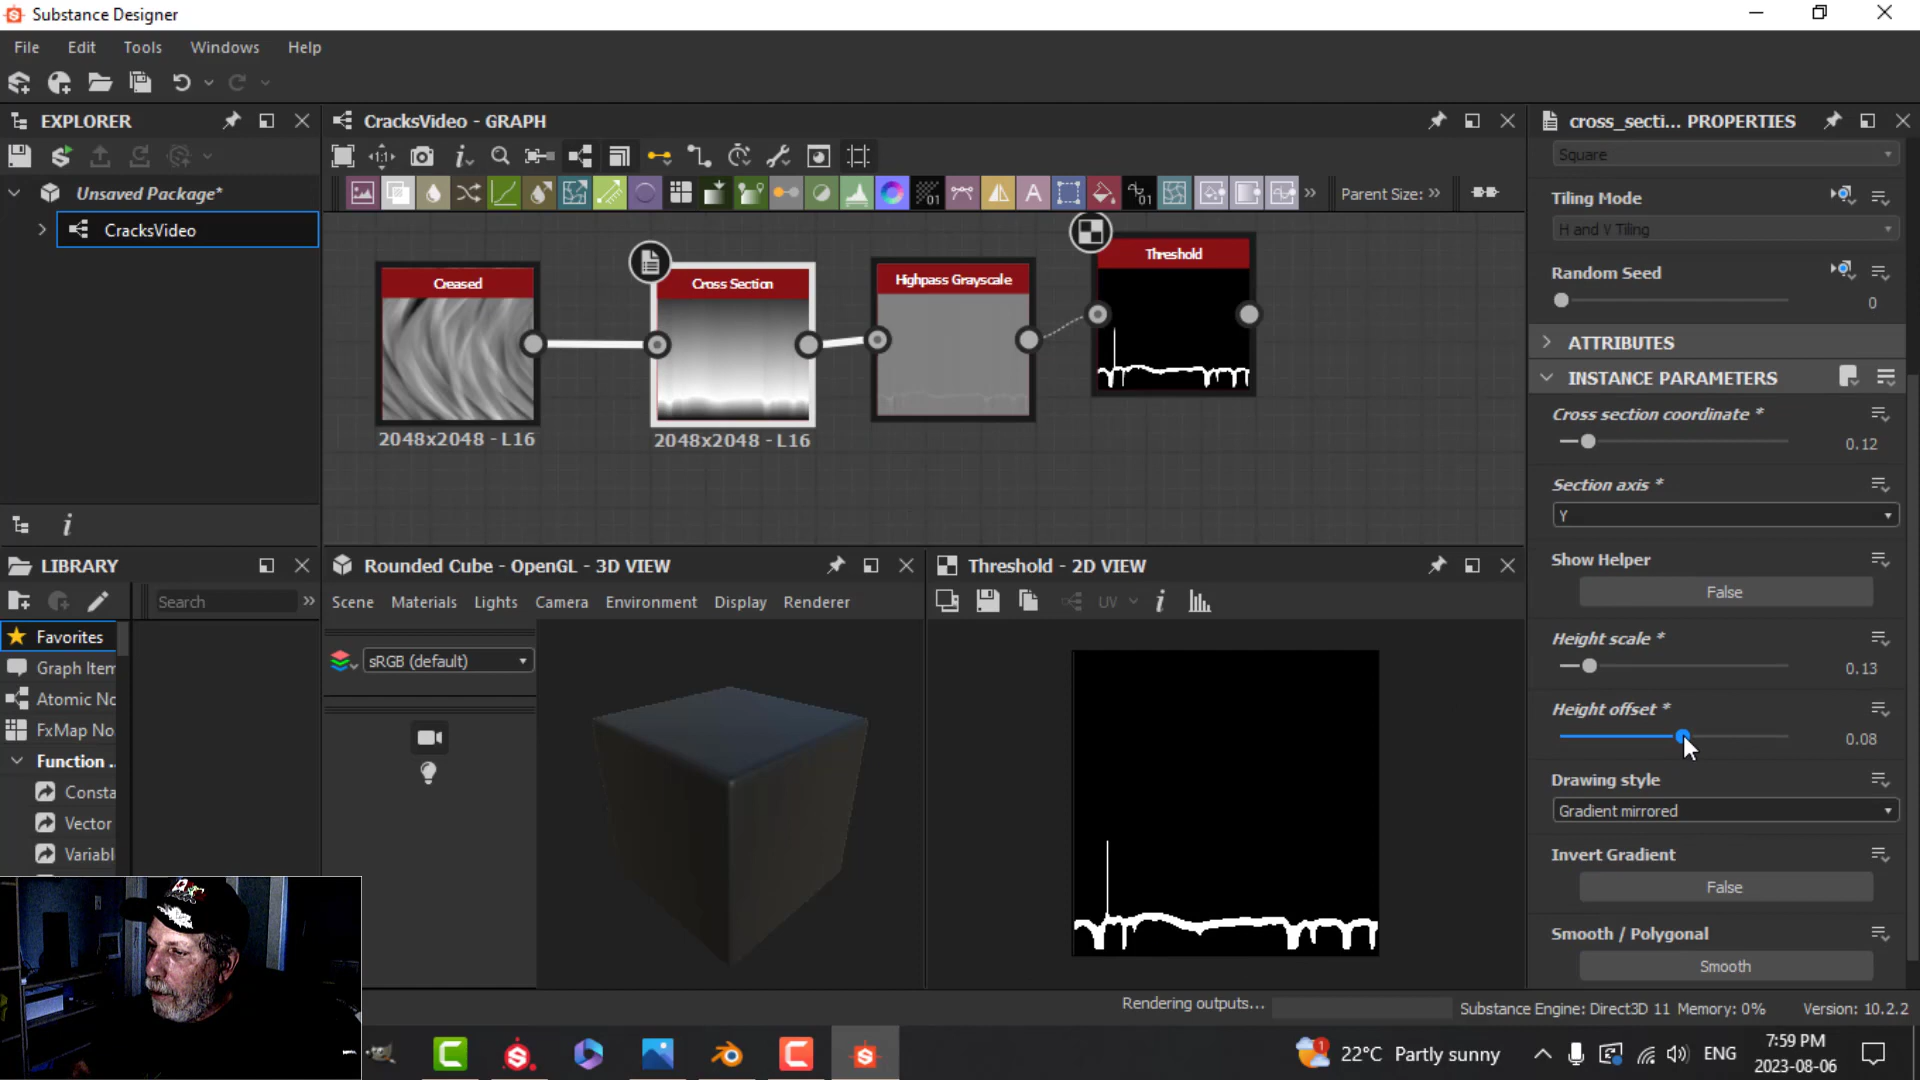 Substance Designer
File Edit Tools Windows Help
EXPLORER
Unsaved Package*
CracksVideo
LIBRARY
Search
Favorites
Graph Item
Atomic No
FxMap No
Function ..
Consta
Vector
Variabl
CracksVideo - GRAPH
Parent Size:
Creased
2048x2048 - L16
Cross Section
2048x2048 - L16
Highpass Grayscale
Threshold
Rounded Cube - OpenGL - 3D VIEW
Scene Materials Lights Camera Environment Display Renderer
sRGB (default)
Threshold - 2D VIEW
UV
cross_secti... PROPERTIES
Square
Tiling Mode
H and V Tiling
Random Seed
0
ATTRIBUTES
INSTANCE PARAMETERS
Cross section coordinate *
0.12
Section axis *
Y
Show Helper
False
Height scale *
0.13
Height offset *
0.08
Drawing style
Gradient mirrored
Invert Gradient
False
Smooth / Polygonal
Smooth
Rendering outputs...
Substance Engine: Direct3D 11 Memory: 0% Version: 10.2.2
22°C Partly sunny
ENG
7:59 PM
2023-08-06